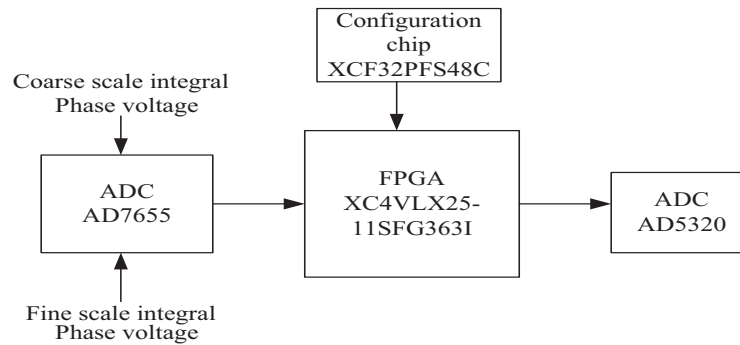 Configuration
chip
XCF32PFS48C
Coarse scale integral
Phase voltage
ADC
AD7655
FPGA
XC4VLX25-
11SFG363I
ADC
AD5320
Fine scale integral
Phase voltage